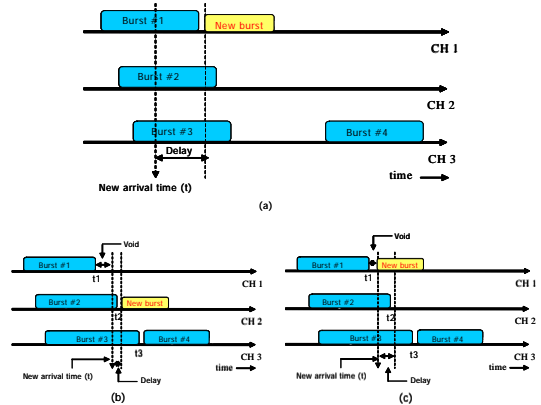 Burst #1
New burst
CH 1
Burst #2
CH 2
Burst #3
Burst #4
CH 3
Delay
time
New arrival time (t)
(a)
Void
Burst #1
t1
CH 1
Burst #2
New burst
t2
CH 2
Burst #3
t3
Burst #4
CH 3
time
New arrival time (t)
Delay
(b)
Void
Burst #1
New burst
t1
CH 1
Burst #2
t2
CH 2
Burst #3
Burst #4
t3
CH 3
time
New arrival time (t)
Delay
(c)